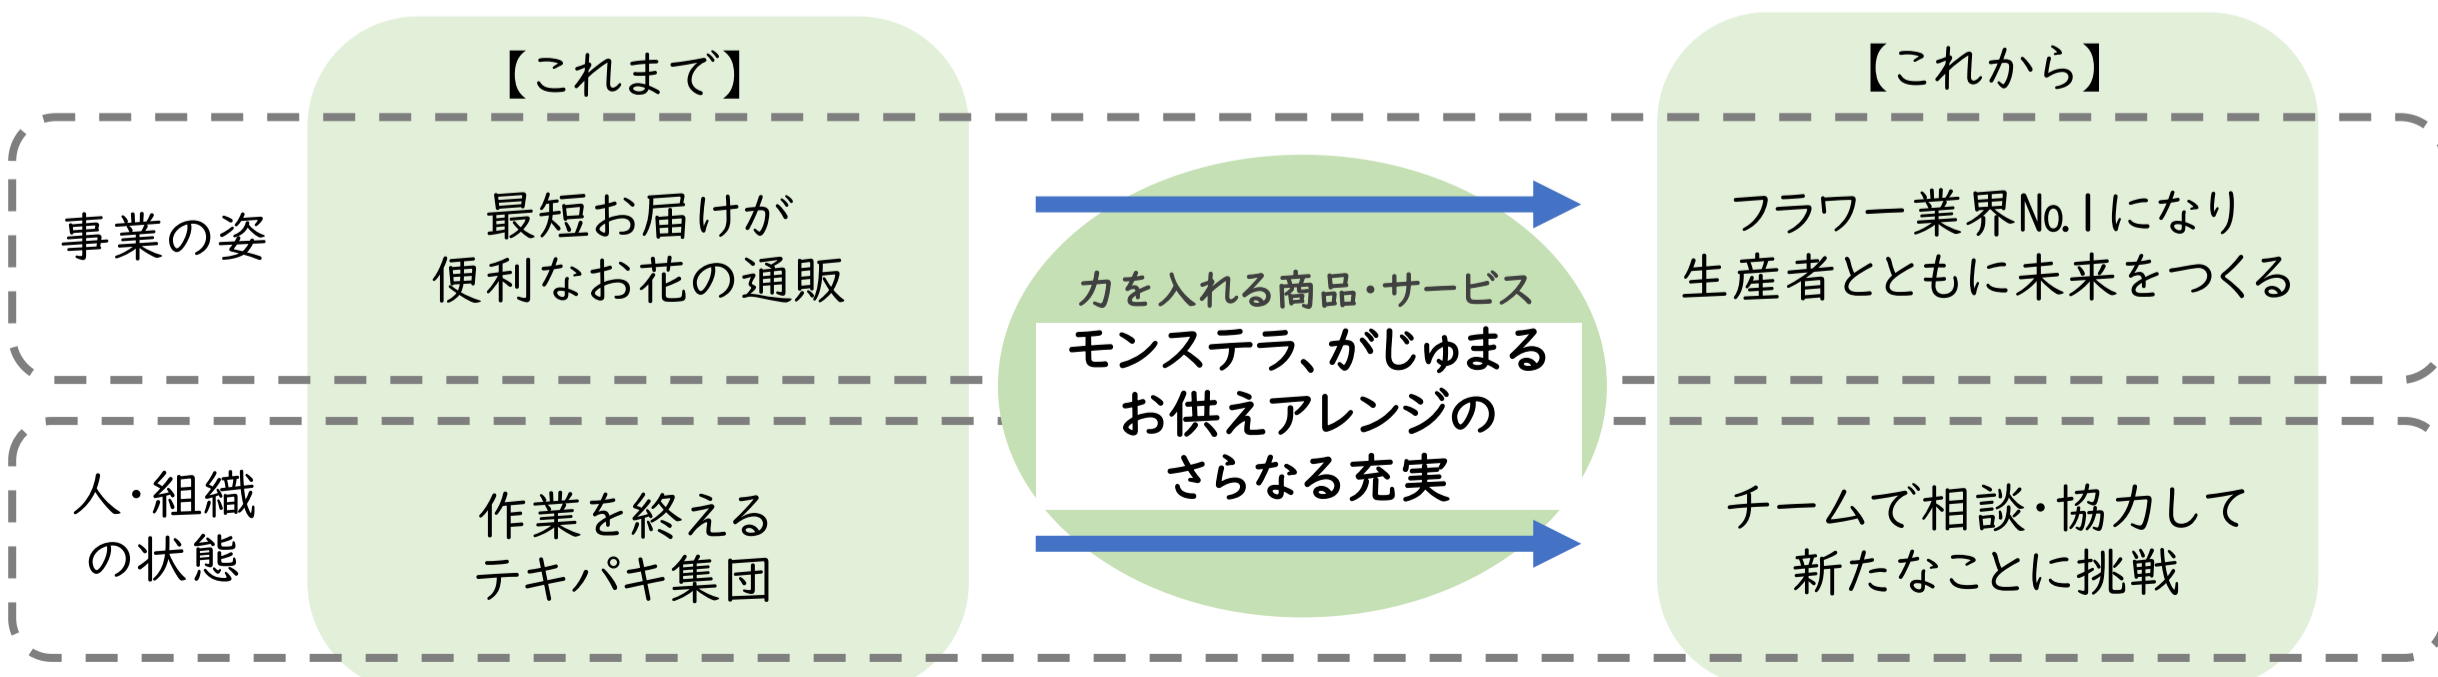 【これまで】
【これから】
事業の姿
最短お届けが
便利なお花の通販
フラワー業界No.1になり
生産者とともに未来をつくる
力を入れる商品・サービス
モンステラ、がじゅまる
お供えアレンジの
さらなる充実
人・組織
の状態
作業を終える
テキパキ集団
チームで相談・協力して
新たなことに挑戦